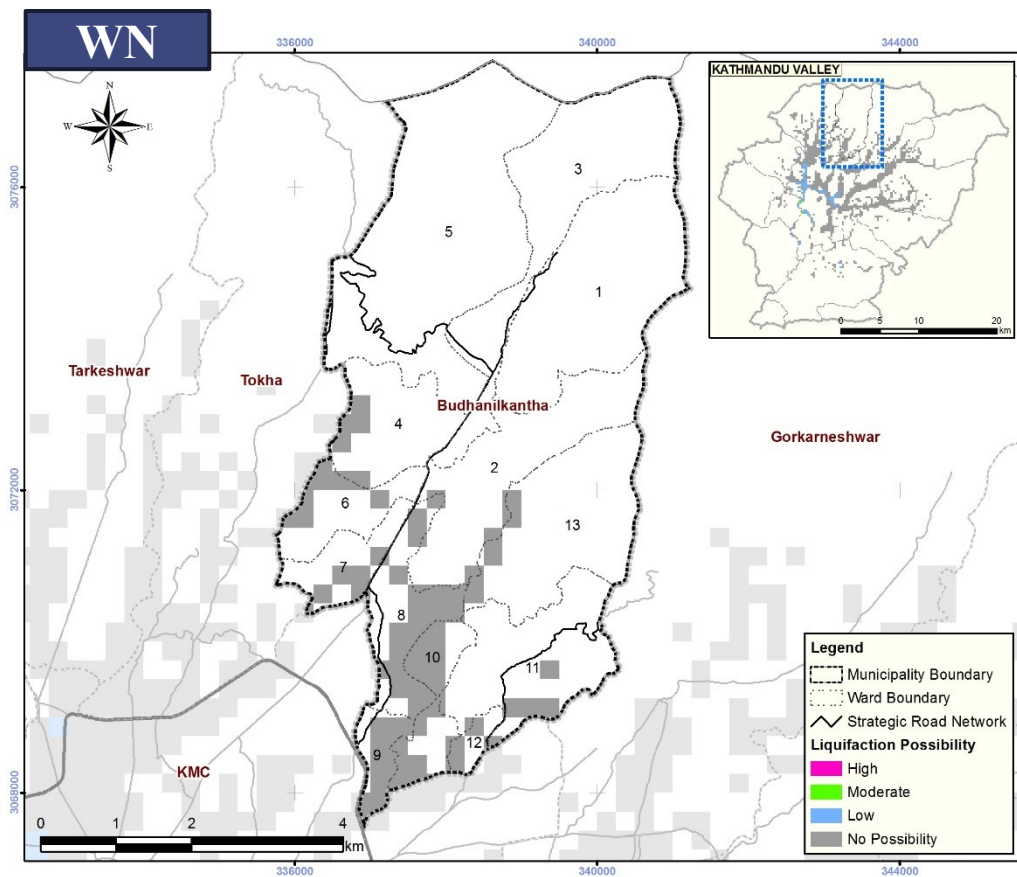 WN
336000
340000
344000
N
W
E
S
KATHMANDU VALLEY
0
5
10
20
km
3076000
3072000
3068000
3
5
1
Tarkeshwar
Tokha
Budhanilkantha
4
Gorkarneshwar
2
6
13
7
8
10
11
12
9
KMC
Legend
Municipality Boundary
Ward Boundary
Strategic Road Network
Liquifaction Possibility
High
Moderate
Low
No Possibility
0
1
2
4
km
336000
340000
344000